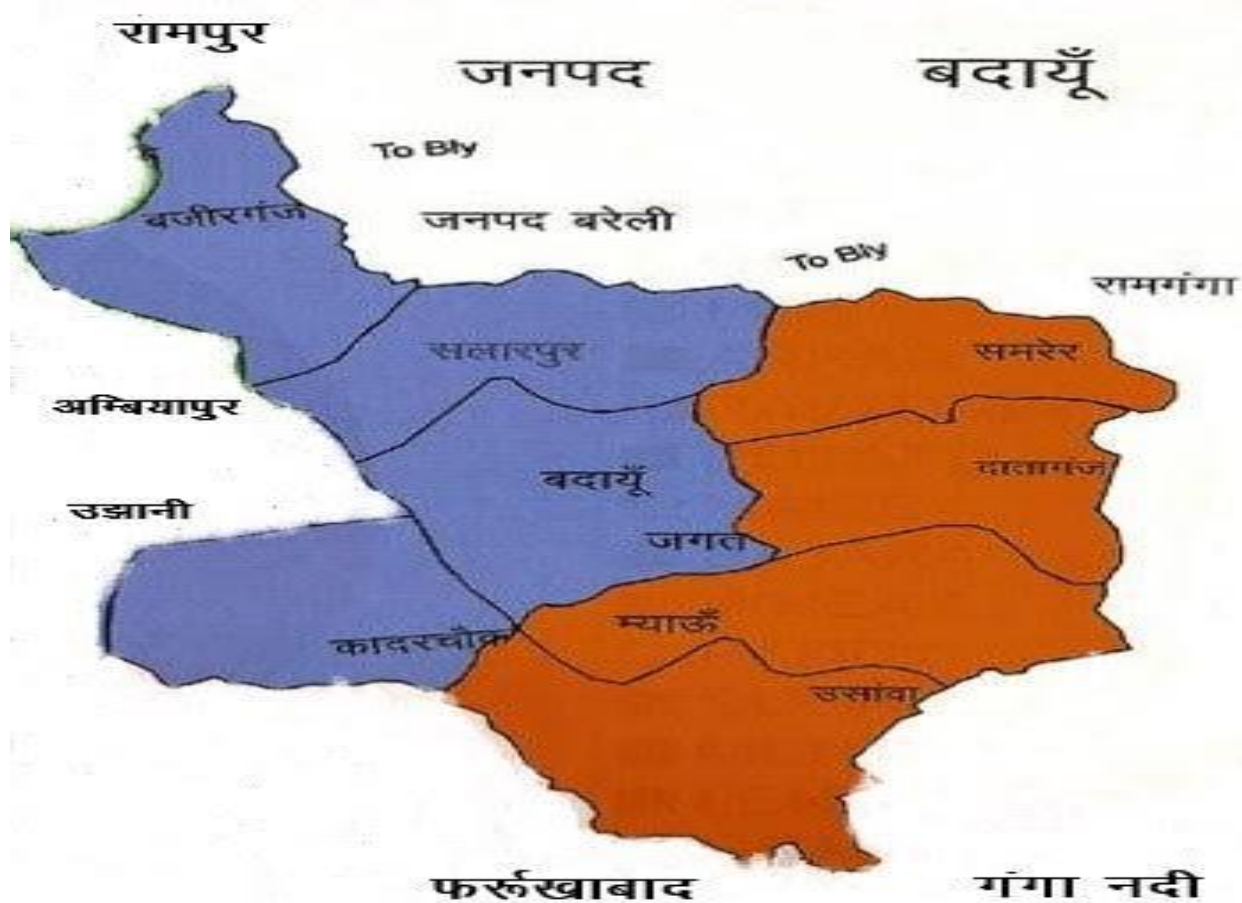 रामपुर
जनपद बदायूँ
To Bly
बजीरगंज
जनपद बरेली
To Bly
रामगंगा
सलारपुर
समरेर
अम्बियापुर
दातागंज
बदायूँ
उझानी
जगत
म्याऊँ
कादरचौक
उसांवा
फर्रूखाबाद
गंगा नदी